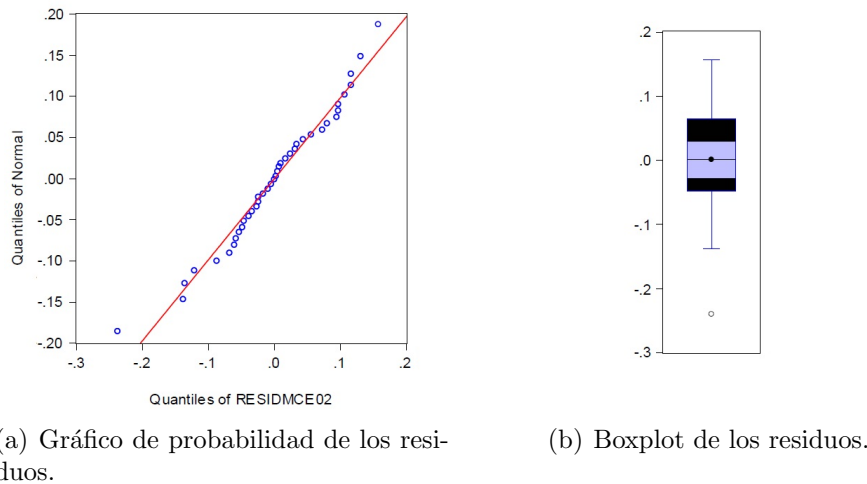 .20
.15
.10
.05
.00
-.05
-.10
-.15
-.20
Quantiles of Normal
-.3 -.2 -.1 .0 .1 .2
Quantiles of RESIDMCE02
.2
.1
.0
-.1
-.2
-.3
(a) Gráfico de probabilidad de los resi-
duos.
(b) Boxplot de los residuos.